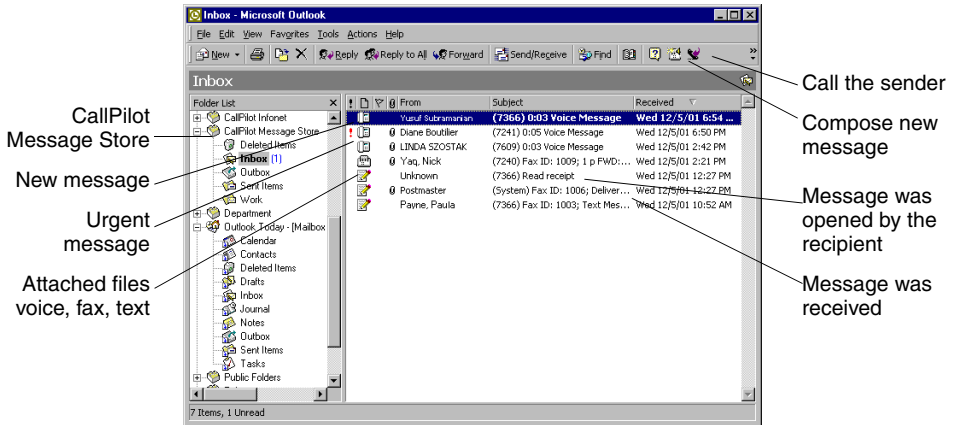 Inbox - Microsoft Outlook
File Edit View Favorites Tools Actions Help
New Reply Reply to All Forward Send/Receive Find
Inbox
Folder List
! From Subject Received
CallPilot Infonet
CallPilot Message Store
Deleted Items
Inbox (1)
Outbox
Sent Items
Work
Department
Outlook Today - [Mailbox
Calendar
Contacts
Deleted Items
Drafts
Inbox
Journal
Notes
Outbox
Sent Items
Tasks
Public Folders
Yusuf Subramanian (7366) 0:03 Voice Message Wed 12/5/01 6:54 ...
! Diane Boutilier (7241) 0:05 Voice Message Wed 12/5/01 6:50 PM
LINDA SZOSTAK (7609) 0:03 Voice Message Wed 12/5/01 2:42 PM
Yaq, Nick (7240) Fax ID: 1009; 1 p FWD:... Wed 12/5/01 2:21 PM
Unknown (7366) Read receipt Wed 12/5/01 12:27 PM
Postmaster (System) Fax ID: 1006; Deliver... Wed 12/5/01 12:27 PM
Payne, Paula (7366) Fax ID: 1003; Text Mes... Wed 12/5/01 10:52 AM
7 Items, 1 Unread
CallPilot
Message Store
New message
Urgent
message
Attached files
voice, fax, text
Call the sender
Compose new
message
Message was
opened by the
recipient
Message was
received